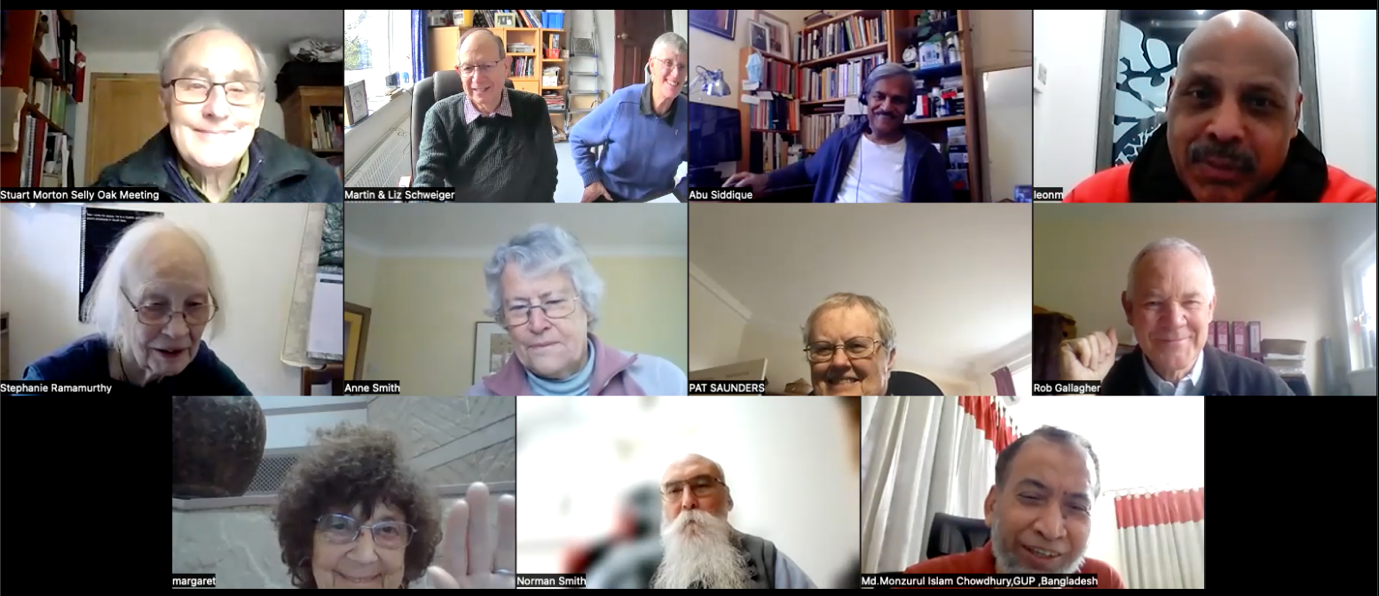 Stuart Morton Selly Oak Meeting
Martin & Liz Schweiger
Abu Siddique
leonm
Stephanie Ramamurthy
Anne Smith
PAT SAUNDERS
Rob Gallagher
margaret
Norman Smith
Md.Monzurul Islam Chowdhury,GUP ,Bangladesh